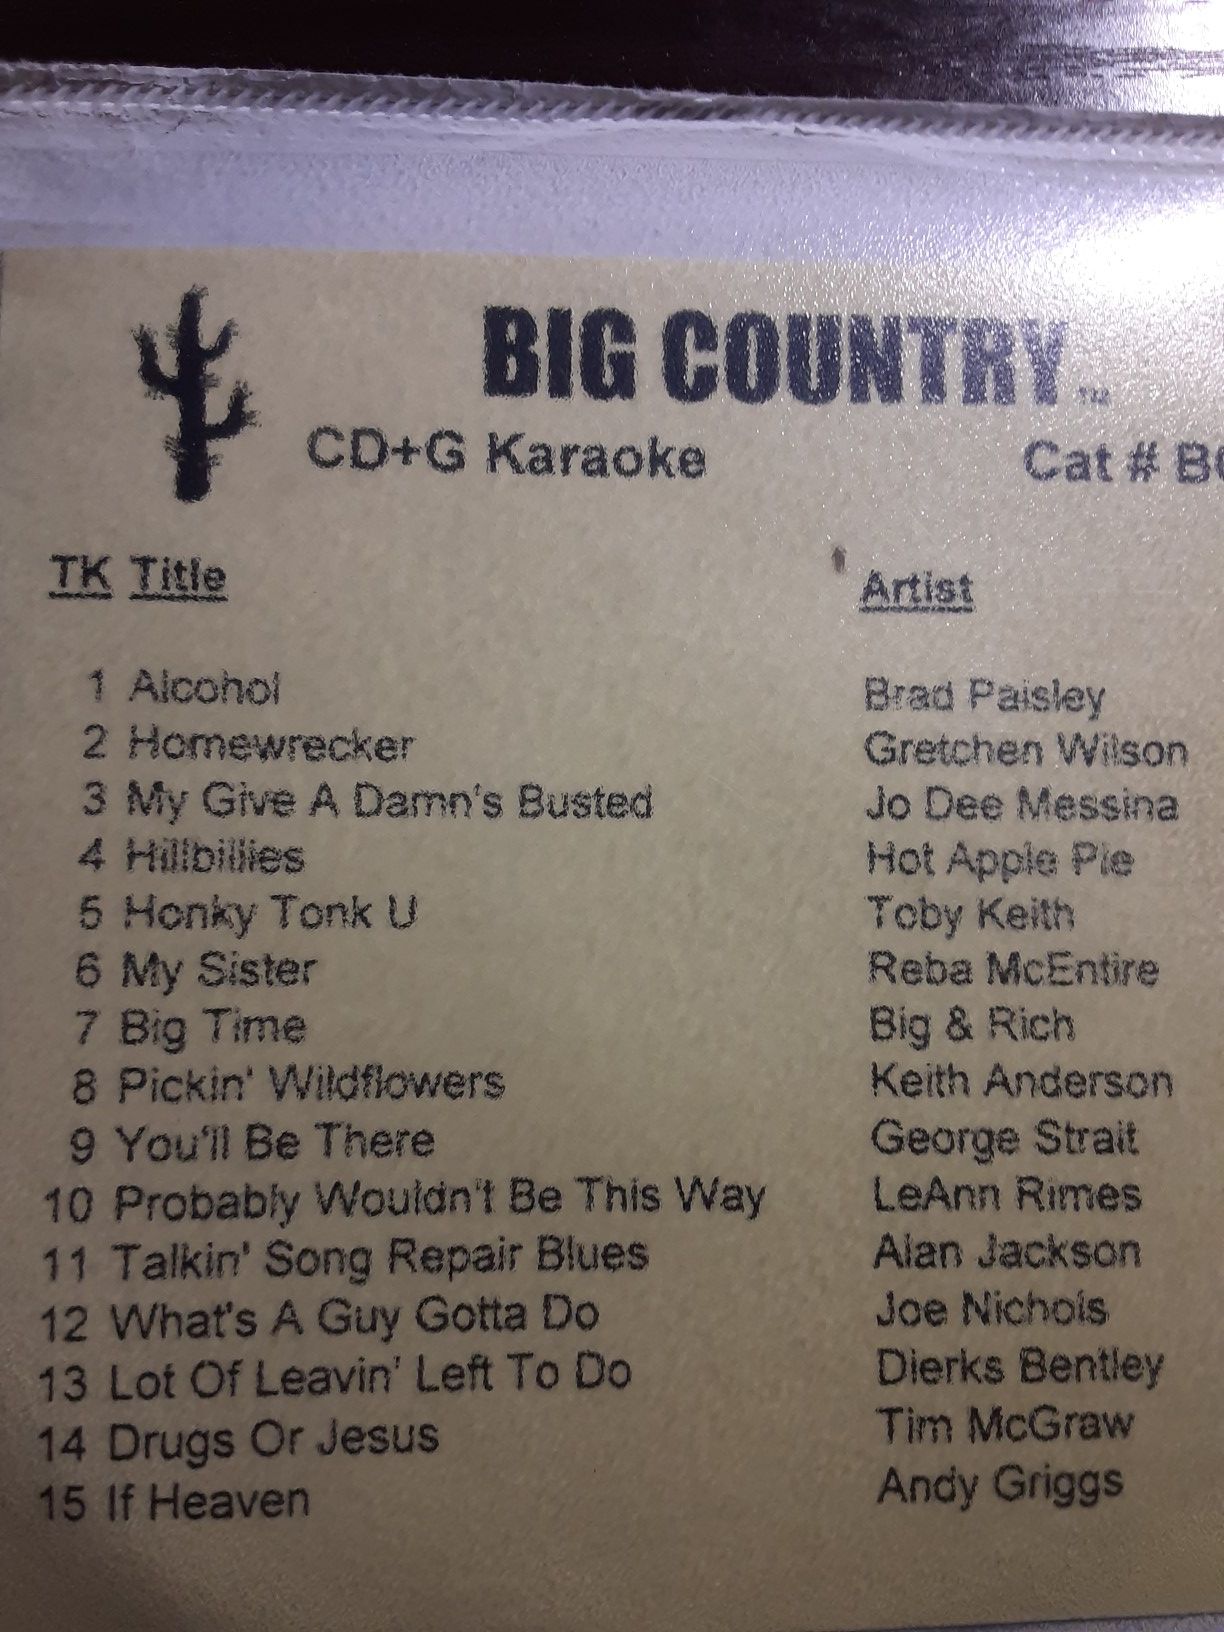 BIG COUNTRY TM
CD+G Karaoke Cat #
TK Title Artist
1 Alcohol Brad Paisley
2 Homewrecker Gretchen Wilson
3 My Give A Damn's Busted Jo Dee Messina
4 Hillbillies Hot Apple Pie
5 Honky Tonk U Toby Keith
6 My Sister Reba McEntire
7 Big Time Big & Rich
8 Pickin' Wildflowers Keith Anderson
9 You'll Be There George Strait
10 Probably Wouldn't Be This Way LeAnn Rimes
11 Talkin' Song Repair Blues Alan Jackson
12 What's A Guy Gotta Do Joe Nichols
13 Lot Of Leavin' Left To Do Dierks Bentley
14 Drugs Or Jesus Tim McGraw
15 If Heaven Andy Griggs